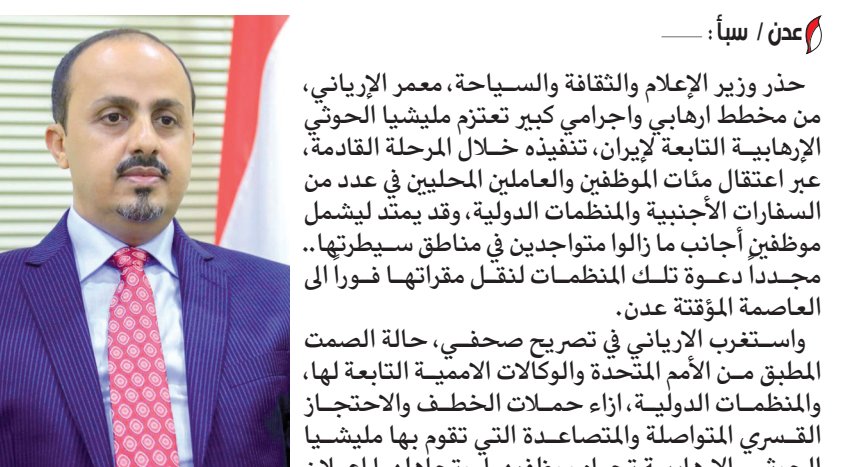 عدن / سبأ :
حذر وزير الإعلام والثقافة والسياحة، معمر الإرياني،
من مخطط ارهابي واجرامي كبير تعتزم مليشيا الحوثي
الإرهابية التابعة لإيران، تنفيذه خلال المرحلة القادمة،
عبر اعتقال مئات الموظفين والعاملين المحليين في عدد من
السفارات الأجنبية والمنظمات الدولية، وقد يمتد ليشمل
موظفين أجانب ما زالوا متواجدين في مناطق سيطرتها..
مجدداً دعوة تلك المنظمات لنقل مقراتها فوراً الى
العاصمة المؤقتة عدن.
واستغرب الارياني في تصريح صحفي، حالة الصمت
المطبق من الأمم المتحدة والوكالات الاممية التابعة لها،
والمنظمات الدولية، ازاء حملات الخطف والاحتجاز
القسري المتواصلة والمتصاعدة التي تقوم بها مليشيا